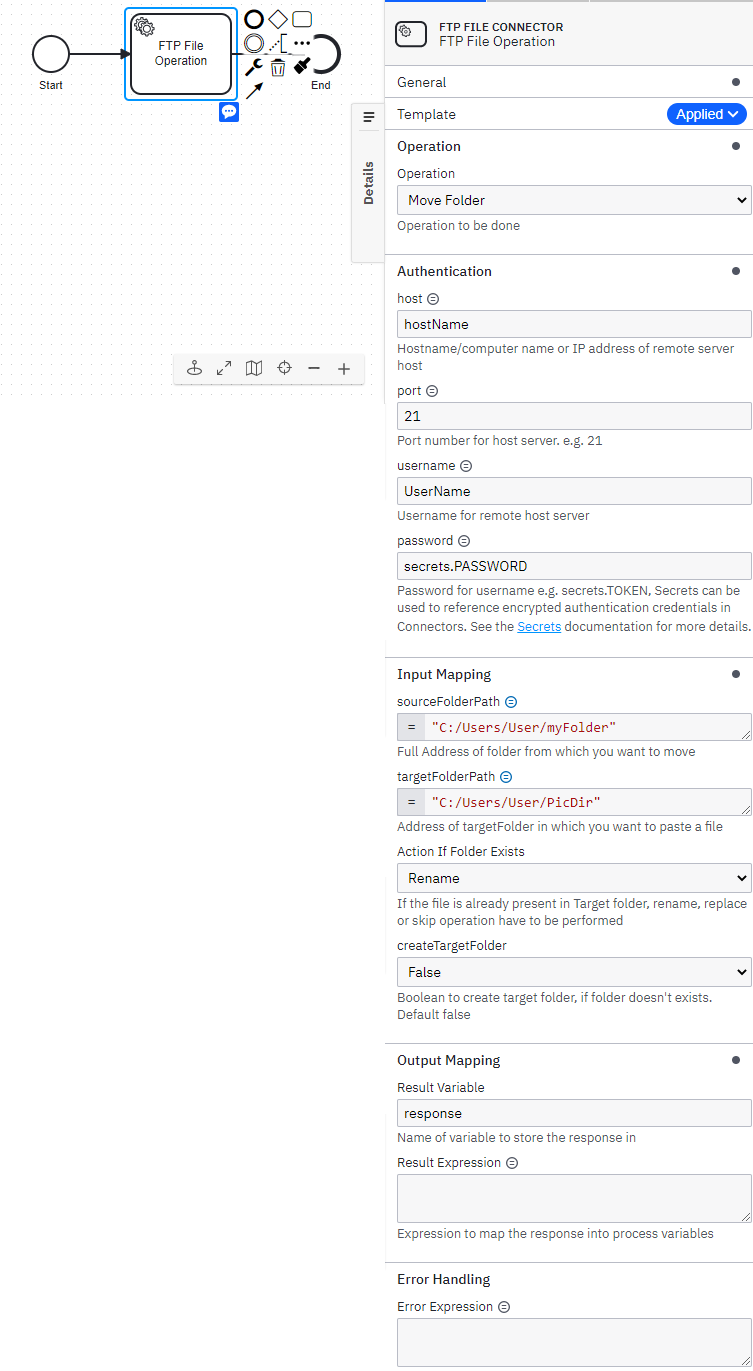 FTP File
Operation
Start
End
Details
FTP FILE CONNECTOR
FTP File Operation
General
Template
Applied
Operation
Operation
Move Folder
Operation to be done
Authentication
host
hostName
Hostname/computer name or IP address of remote server
host
port
21
Port number for host server. e.g. 21
username
UserName
Username for remote host server
password
secrets.PASSWORD
Password for username e.g. secrets.TOKEN, Secrets can be
used to reference encrypted authentication credentials in
Connectors. See the Secrets documentation for more details.
Input Mapping
sourceFolderPath
= "C:/Users/User/myFolder"
Full Address of folder from which you want to move
targetFolderPath
= "C:/Users/User/PicDir"
Address of targetFolder in which you want to paste a file
Action If Folder Exists
Rename
If the file is already present in Target folder, rename, replace
or skip operation have to be performed
createTargetFolder
False
Boolean to create target folder, if folder doesn't exists.
Default false
Output Mapping
Result Variable
response
Name of variable to store the response in
Result Expression
Expression to map the response into process variables
Error Handling
Error Expression